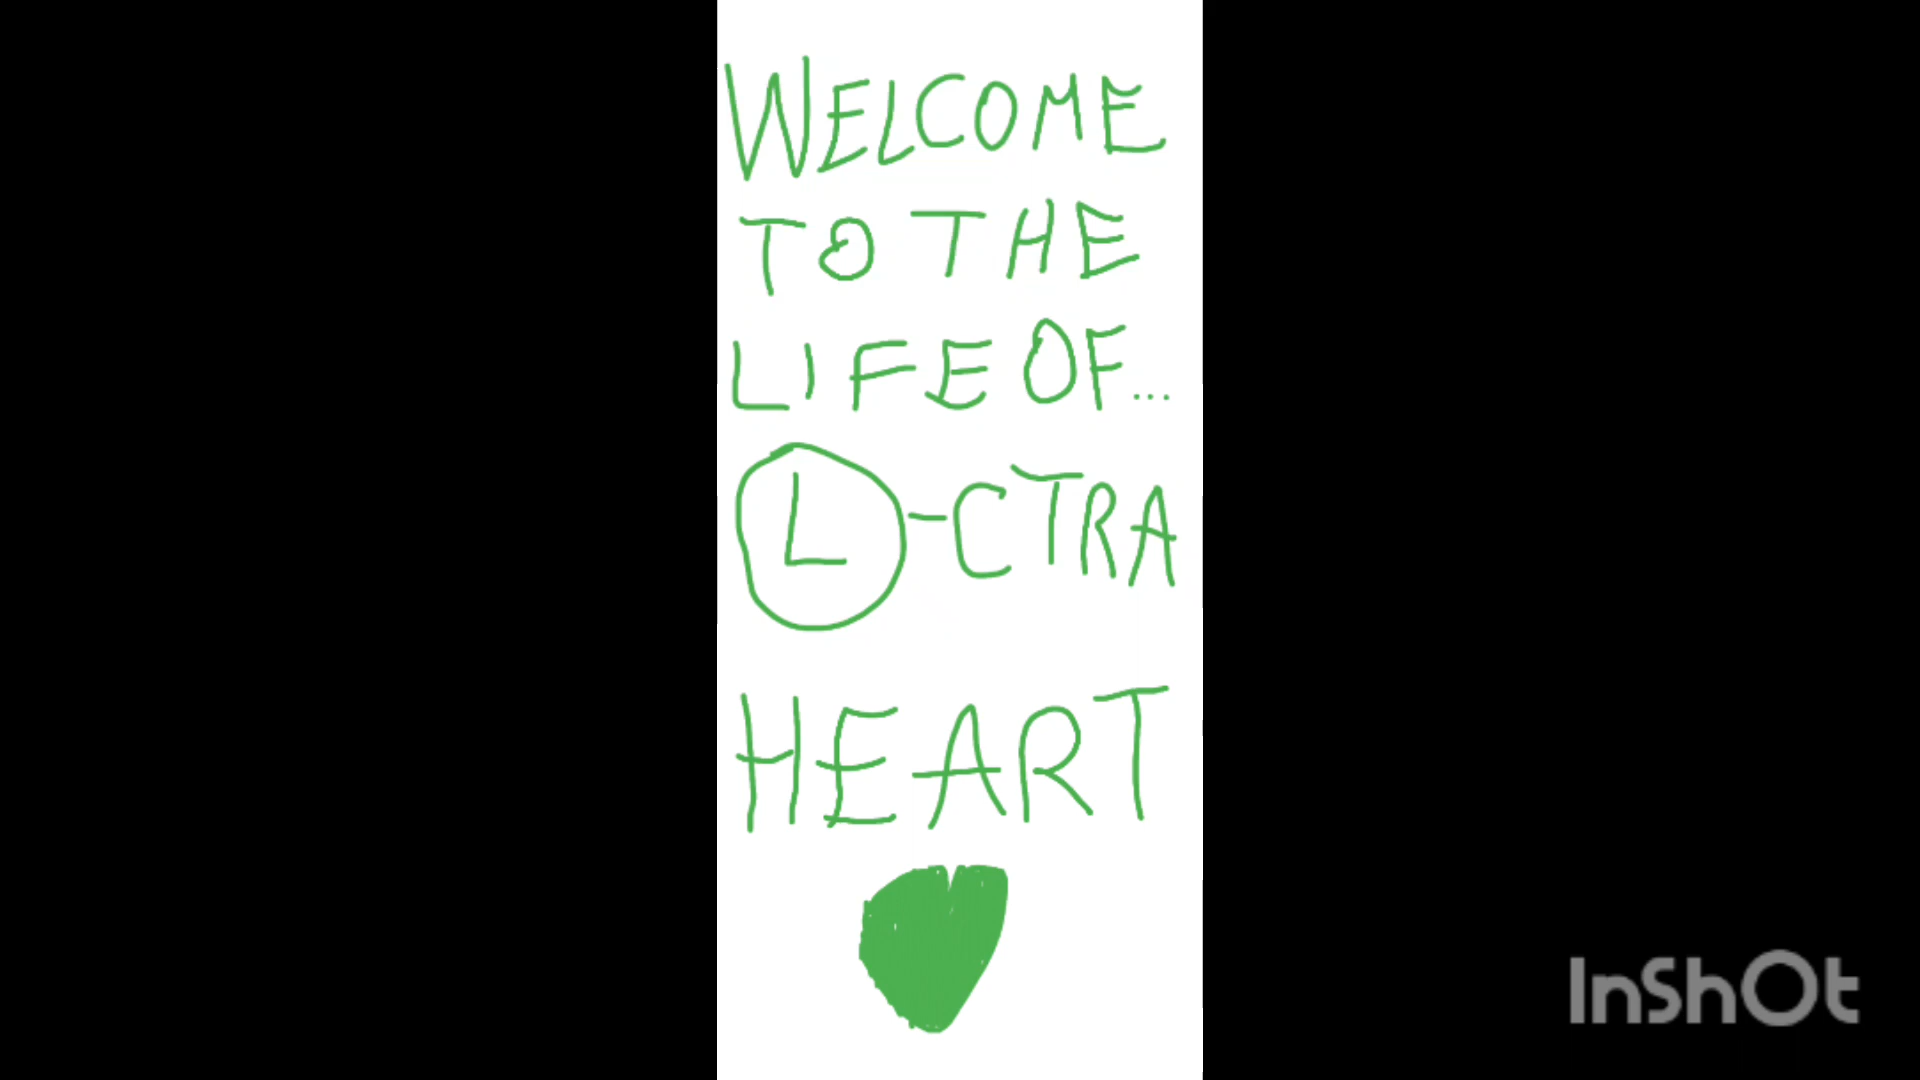 WELCOME
TO THE
LIFE OF...
L-CTRA
HEART
InShOt